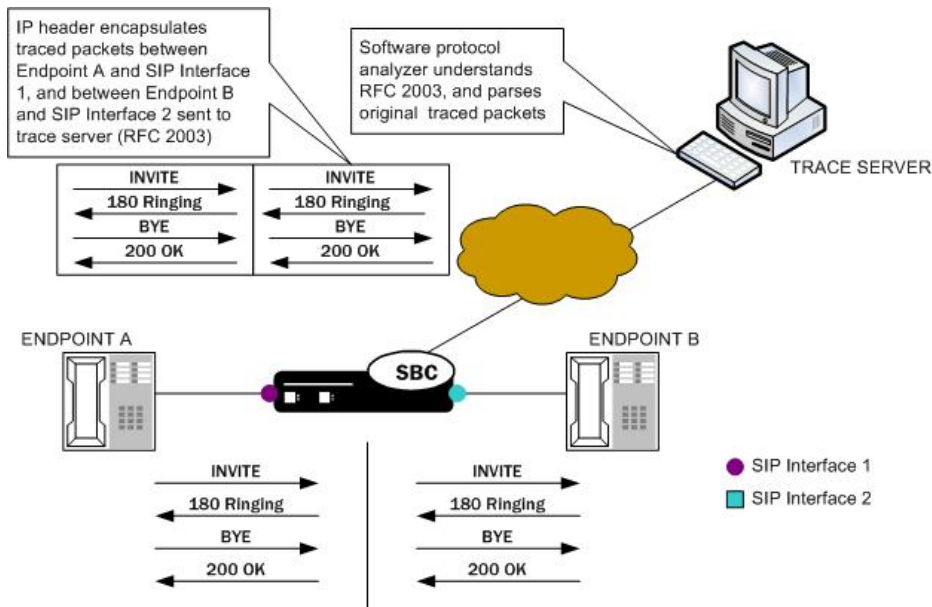 IP header encapsulates
traced packets between
Endpoint A and SIP Interface
1, and between Endpoint B
and SIP Interface 2 sent to
trace server (RFC 2003)
Software protocol
analyzer understands
RFC 2003, and parses
original traced packets
TRACE SERVER
INVITE
180 Ringing
BYE
200 OK
INVITE
180 Ringing
BYE
200 OK
ENDPOINT A
SBC
ENDPOINT B
INVITE
180 Ringing
BYE
200 OK
INVITE
180 Ringing
BYE
200 OK
SIP Interface 1
SIP Interface 2